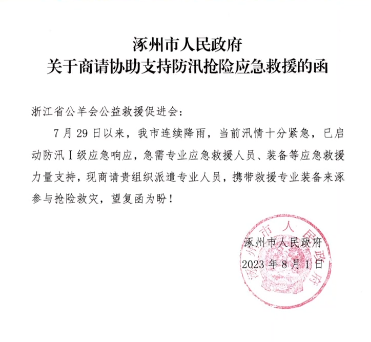 涿州市人民政府
关于商请协助支持防汛抢险应急救援的函
浙江省公羊会公益救援促进会：
7月29日以来，我市连续降雨，当前汛情十分紧急，已启
动防汛Ⅰ级应急响应，急需专业应急救援人员、装备等应急救援
力量支持，现商请贵组织派遣专业人员，携带救援专业装备来涿
参与抢险救灾，望复函为盼！
涿州市人民政府
2023年8月1日
涿州市人民政府